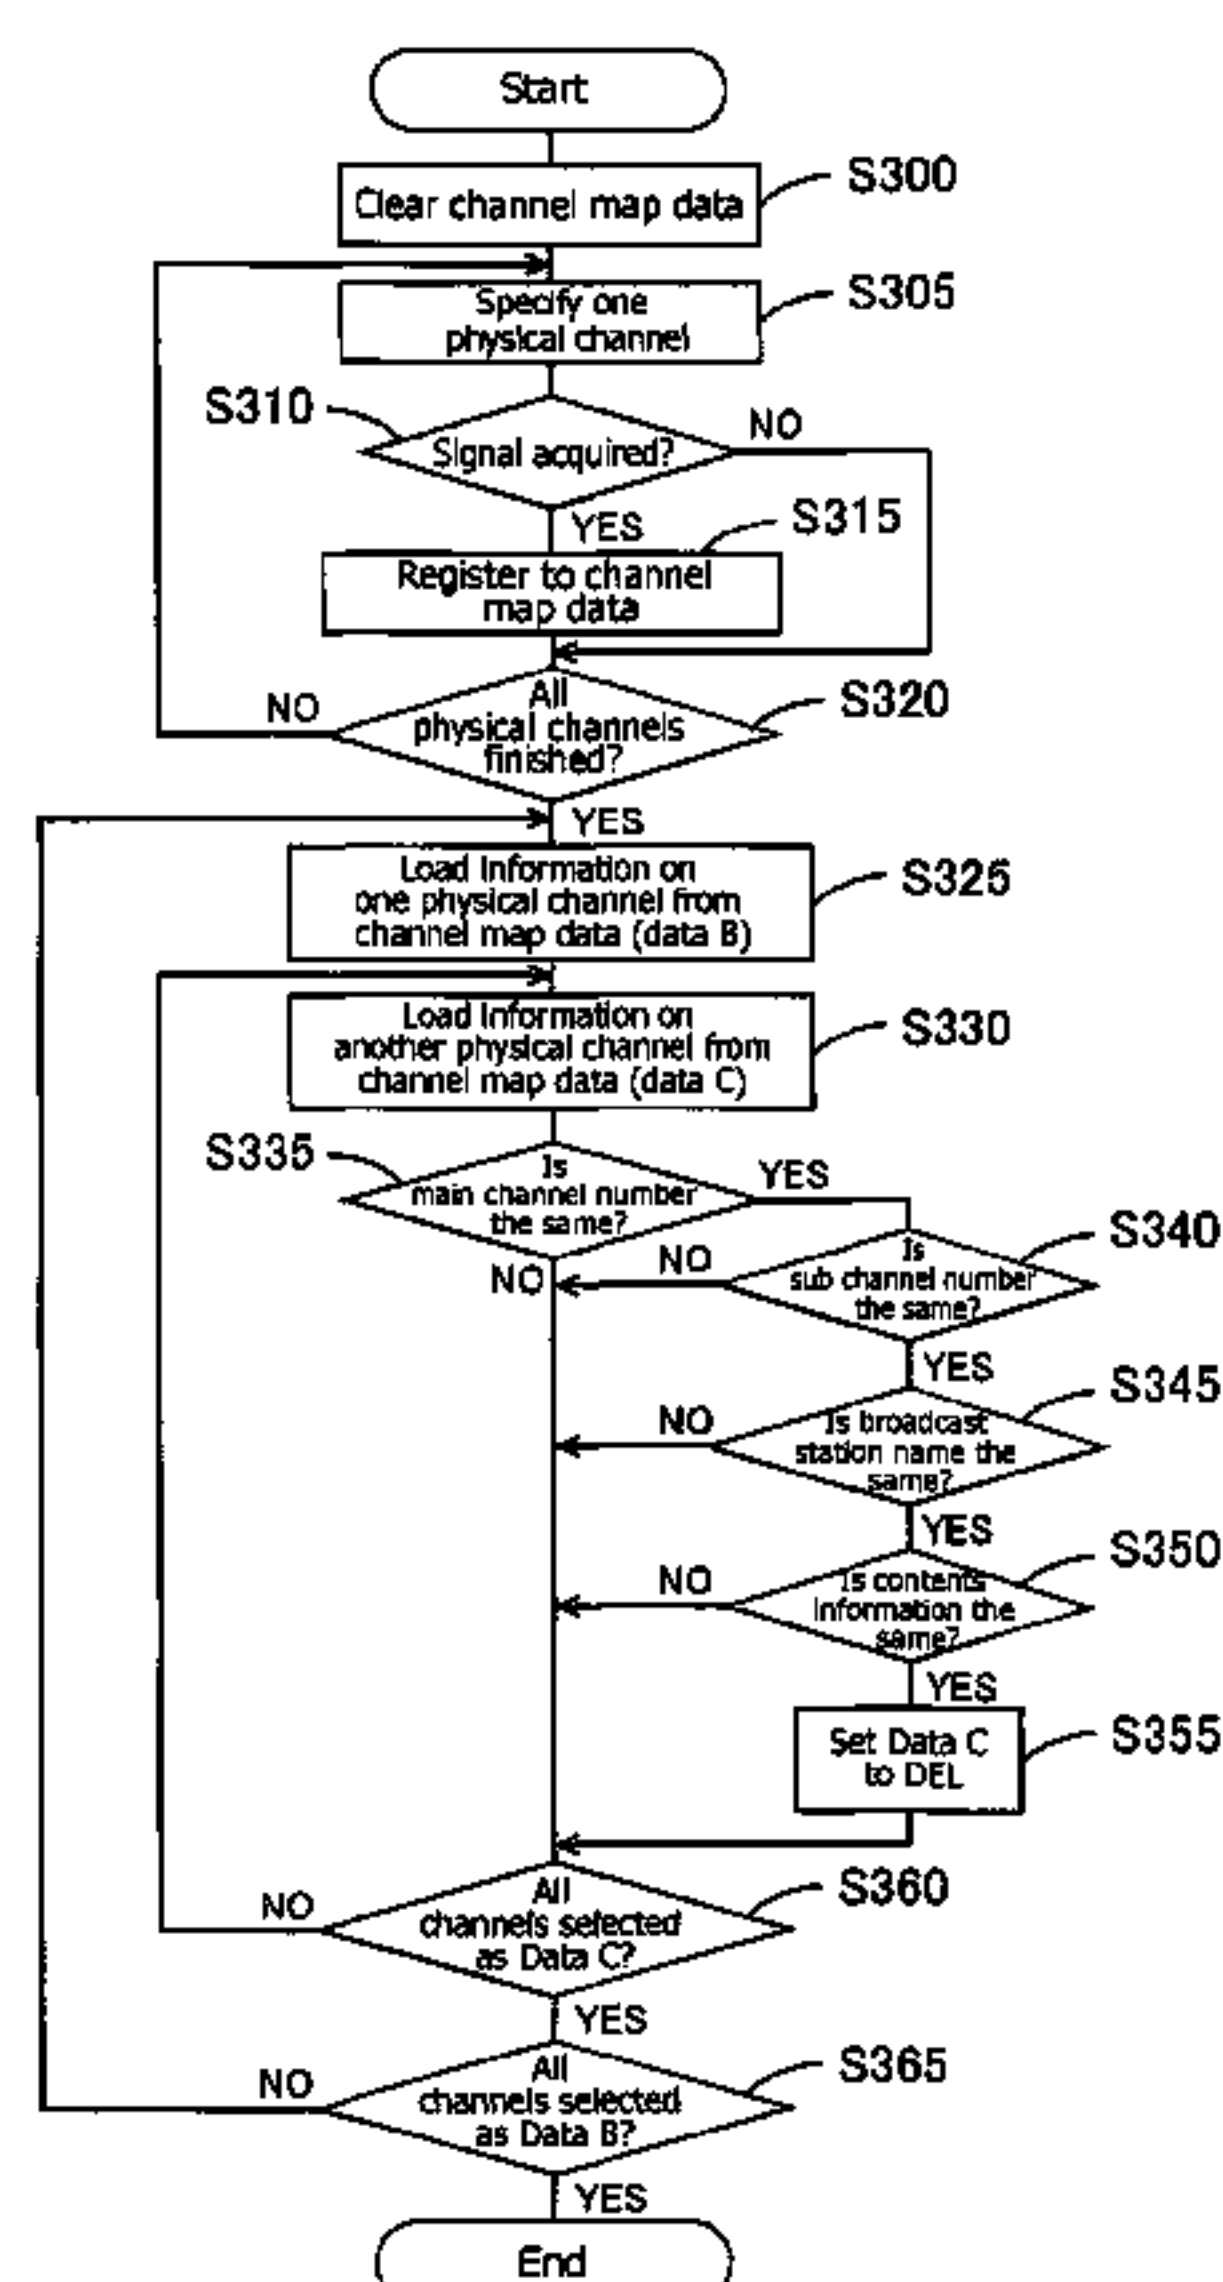 Start
S300
Clear channel map data
S305
Specify one
physical channel
S310
NO
Signal acquired?
YES
S315
Register to channel
map data
NO
S320
All
physical channels
finished?
YES
S325
Load Information on
one physical channel from
channel map data (data B)
S330
Load Information on
another physical channel from
channel map data (data C)
S335
YES
Is
main channel number
the same?
NO
S340
NO
Is
sub channel number
the same?
YES
S345
NO
Is broadcast
station name the
same?
YES
S350
NO
Is contents
Information the
same?
YES
S355
Set Data C
to DEL
S360
NO
All
channels selected
as Data C?
YES
S365
NO
All
channels selected
as Data B?
YES
End